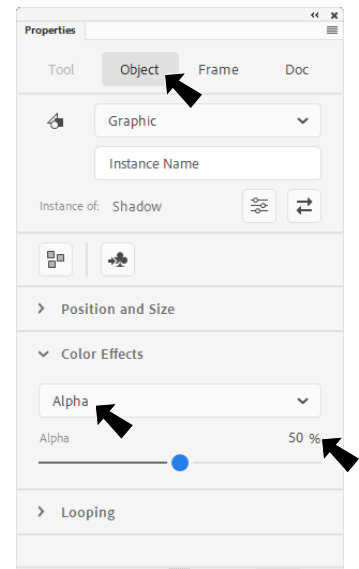 Properties
Tool Object Frame Doc
Graphic
Instance Name
Instance of: Shadow
Position and Size
Color Effects
Alpha
Alpha 50 %
Looping